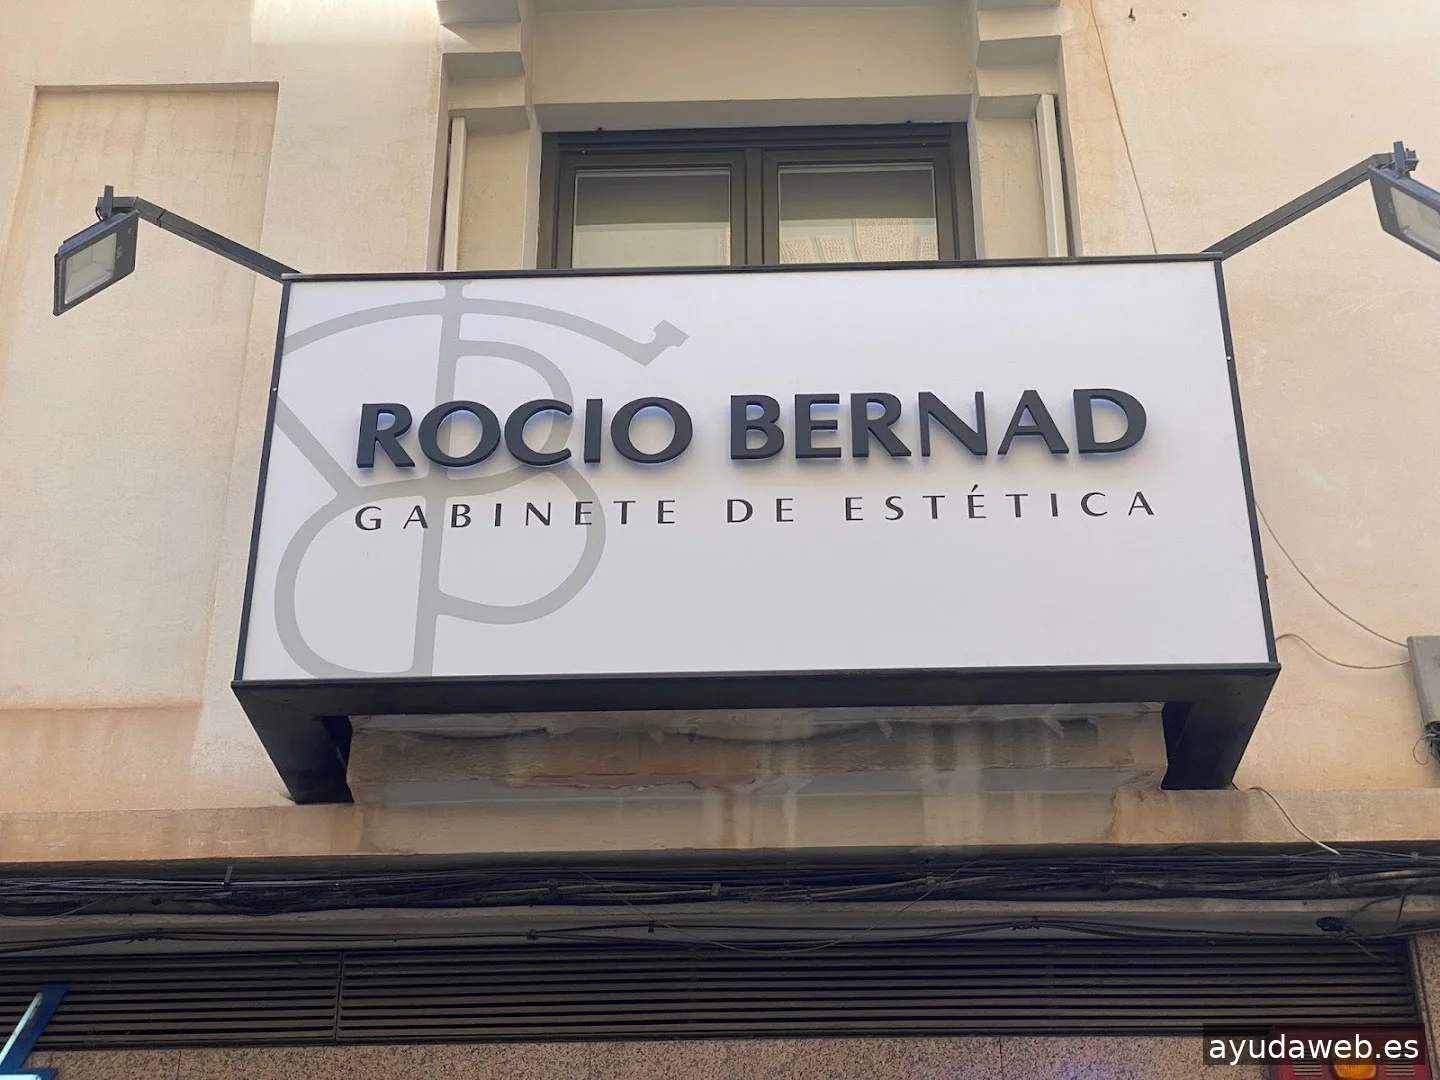 ROCIO BERNAD
GABINETE DE ESTÉTICA
ayudaweb.es